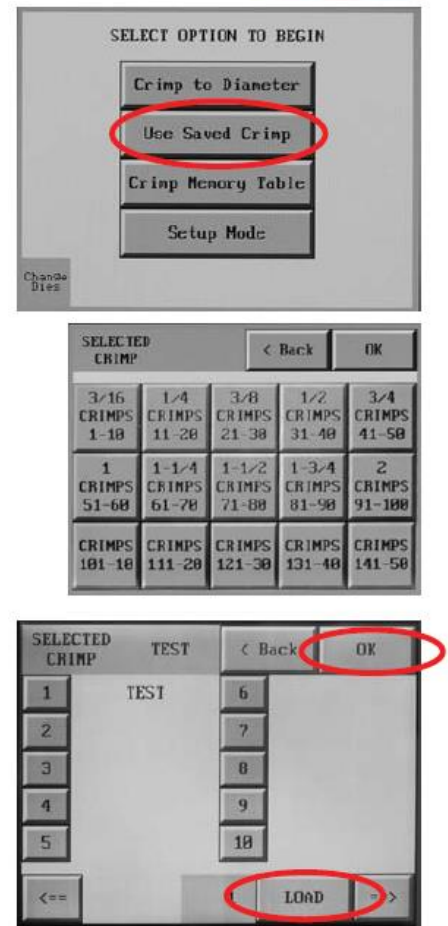 SELECT OPTION TO BEGIN
Crimp to Diameter
Use Saved Crimp
Crimp Memory Table
Setup Mode
Change
Dies
SELECTED
CRIMP
< Back
OK
3/16
CRIMPS
1-10
1/4
CRIMPS
11-20
3/8
CRIMPS
21-30
1/2
CRIMPS
31-40
3/4
CRIMPS
41-50
1
CRIMPS
51-60
1-1/4
CRIMPS
61-70
1-1/2
CRIMPS
71-80
1-3/4
CRIMPS
81-90
2
CRIMPS
91-100
CRIMPS
101-10
CRIMPS
111-20
CRIMPS
121-30
CRIMPS
131-40
CRIMPS
141-50
SELECTED
CRIMP
TEST
< Back
OK
1
TEST
6
2
7
3
8
4
9
5
10
<==
LOAD